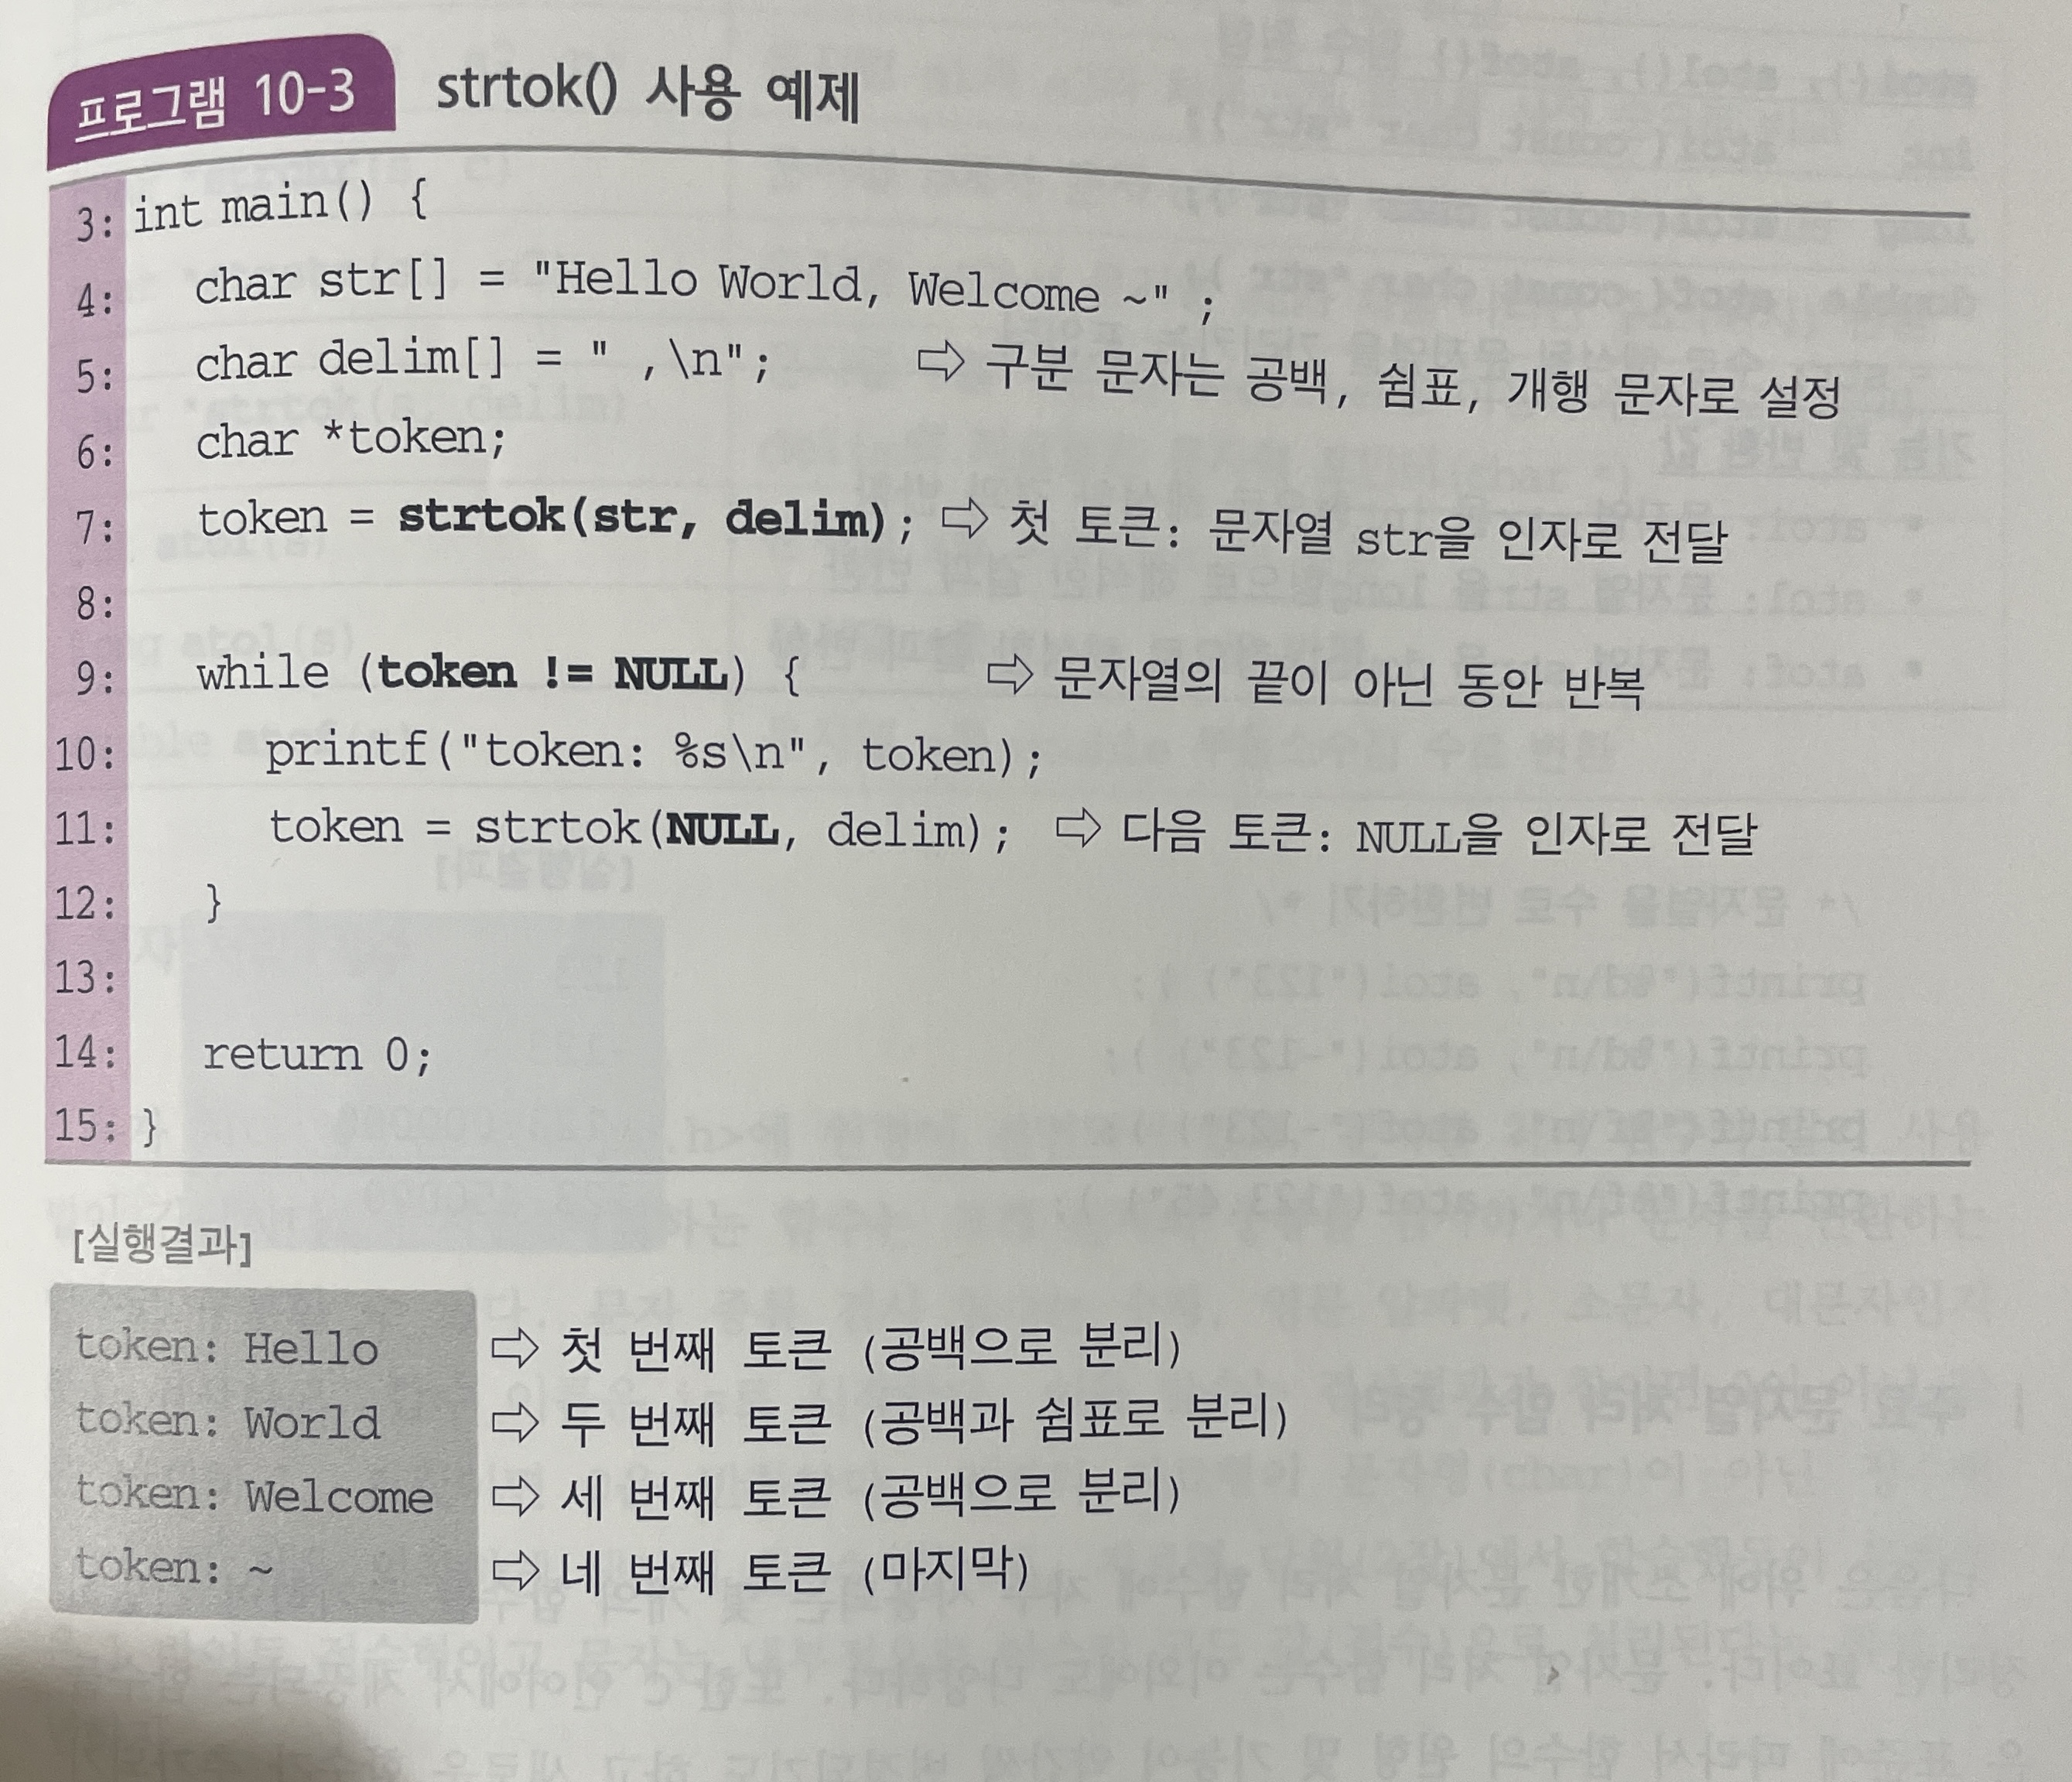 프로그램 10-3 strtok() 사용 예제
3: int main() {
4: char str[] = "Hello World, Welcome ~" ;
5: char delim[] = " ,\n"; ⇨ 구분 문자는 공백, 쉼표, 개행 문자로 설정
6: char *token;
7: token = strtok(str, delim); ⇨ 첫 토큰: 문자열 str을 인자로 전달
8:
9: while (token != NULL) { ⇨ 문자열의 끝이 아닌 동안 반복
10: printf("token: %s\n", token);
11: token = strtok(NULL, delim); ⇨ 다음 토큰: NULL을 인자로 전달
12: }
13:
14: return 0;
15: }
[실행결과]
token: Hello ⇨ 첫 번째 토큰 (공백으로 분리)
token: World ⇨ 두 번째 토큰 (공백과 쉼표로 분리)
token: Welcome ⇨ 세 번째 토큰 (공백으로 분리)
token: ~ ⇨ 네 번째 토큰 (마지막)